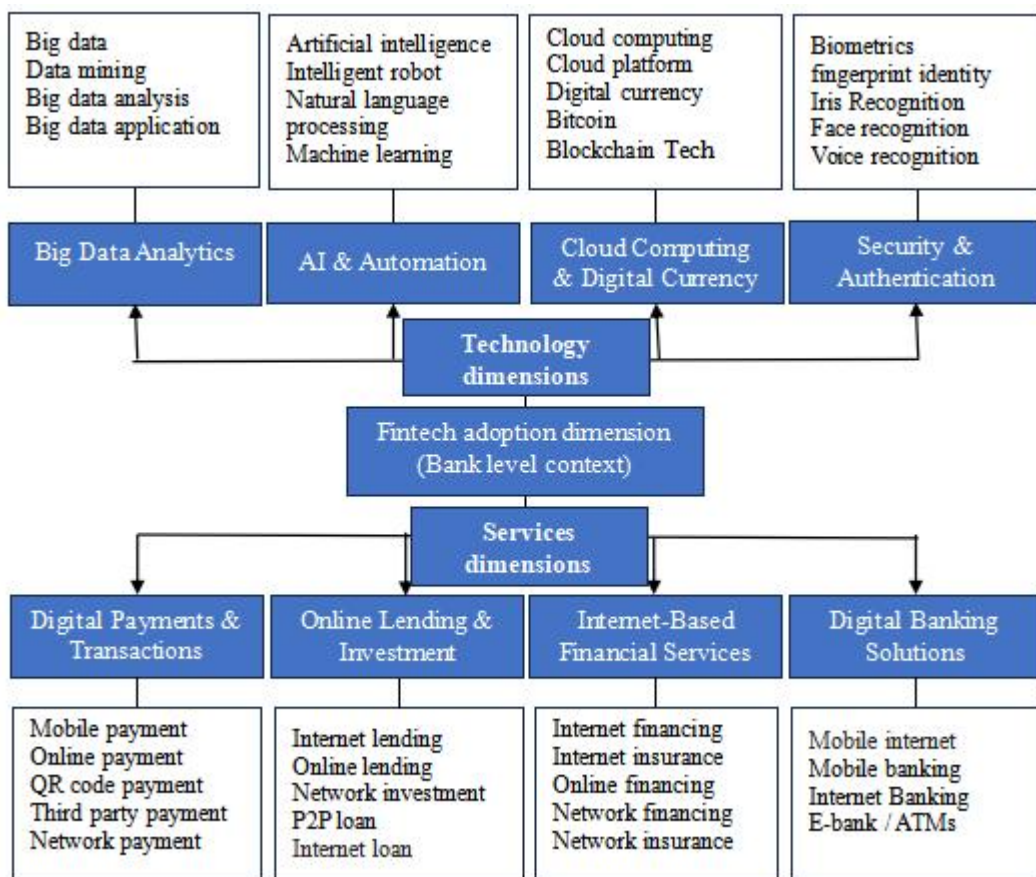 Big data
Data mining
Big data analysis
Big data application
Artificial intelligence
Intelligent robot
Natural language
processing
Machine learning
Cloud computing
Cloud platform
Digital currency
Bitcoin
Blockchain Tech
Biometrics
fingerprint identity
Iris Recognition
Face recognition
Voice recognition
Big Data Analytics
AI & Automation
Cloud Computing
& Digital Currency
Security &
Authentication
Technology
dimensions
Fintech adoption dimension
(Bank level context)
Services
dimensions
Digital Payments &
Transactions
Online Lending &
Investment
Internet-Based
Financial Services
Digital Banking
Solutions
Mobile payment
Online payment
QR code payment
Third party payment
Network payment
Internet lending
Online lending
Network investment
P2P loan
Internet loan
Internet financing
Internet insurance
Online financing
Network financing
Network insurance
Mobile internet
Mobile banking
Internet Banking
E-bank / ATMs